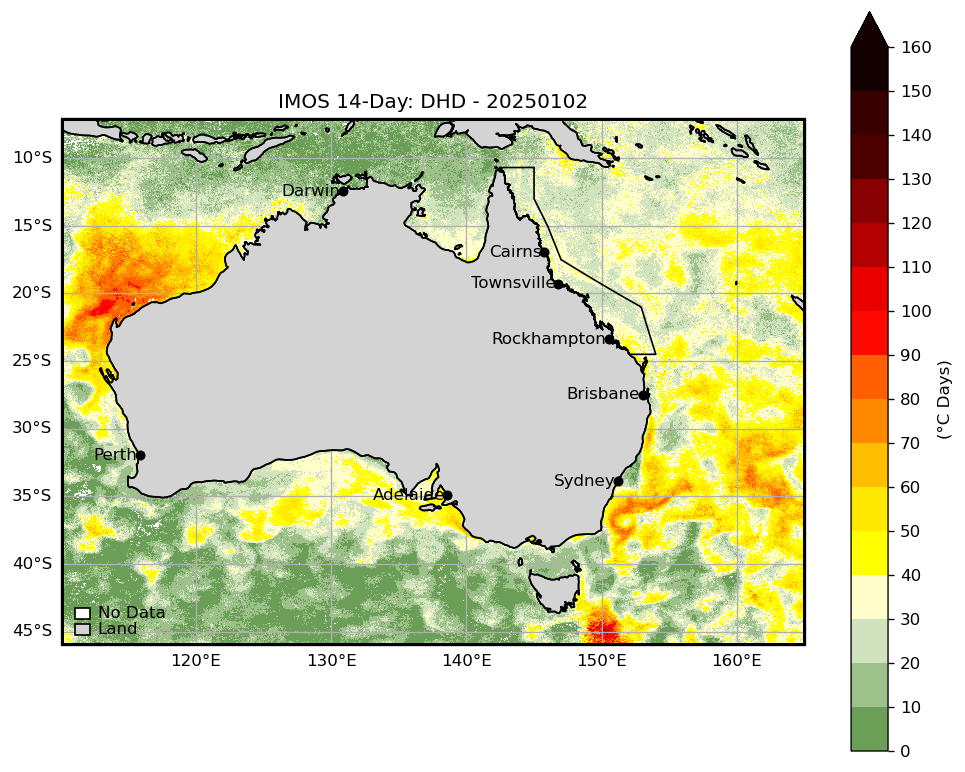 IMOS 14-Day: DHD - 20250102
160
150
140
130
120
110
100
90
80
70
60
50
40
30
20
10
0
(°C Days)
10°S
15°S
20°S
25°S
30°S
35°S
40°S
45°S
Darwin
Cairns
Townsville
Rockhampton
Brisbane
Perth
Sydney
Adelaide
No Data
Land
120°E
130°E
140°E
150°E
160°E